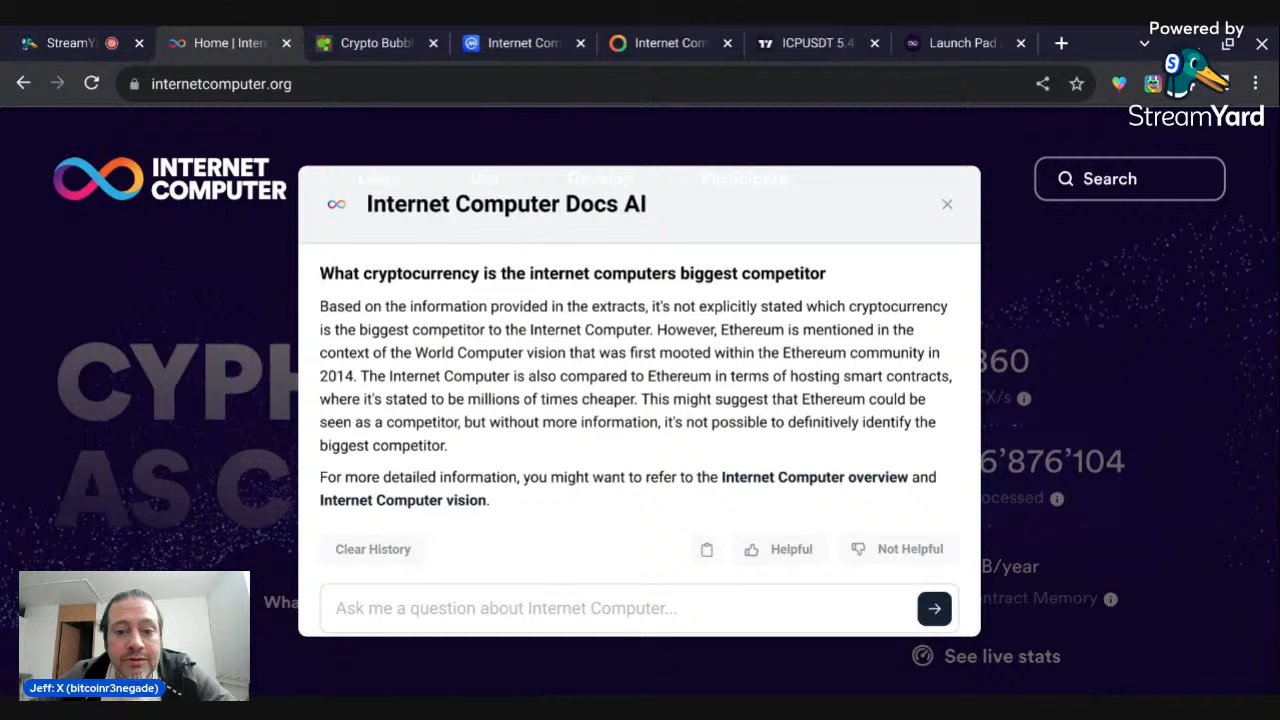 Powered by
StreamYard
StreamY
Home | Inter
Crypto Bubbl
Internet Com
Internet Com
ICPUSDT 5.4
Launch Pad
internetcomputer.org
INTERNET
COMPUTER
Search
Internet Computer Docs AI
What cryptocurrency is the internet computers biggest competitor
Based on the information provided in the extracts, it's not explicitly stated which cryptocurrency
is the biggest competitor to the Internet Computer. However, Ethereum is mentioned in the
context of the World Computer vision that was first mooted within the Ethereum community in
2014. The Internet Computer is also compared to Ethereum in terms of hosting smart contracts,
where it's stated to be millions of times cheaper. This might suggest that Ethereum could be
seen as a competitor, but without more information, it's not possible to definitively identify the
biggest competitor.
For more detailed information, you might want to refer to the Internet Computer overview and
Internet Computer vision.
Clear History
Helpful
Not Helpful
Ask me a question about Internet Computer...
CYPH
AS C
360
TX/s
6'876'104
ocessed
B/year
ntract Memory
Wha
See live stats
Jeff: X (bitcoinr3negade)